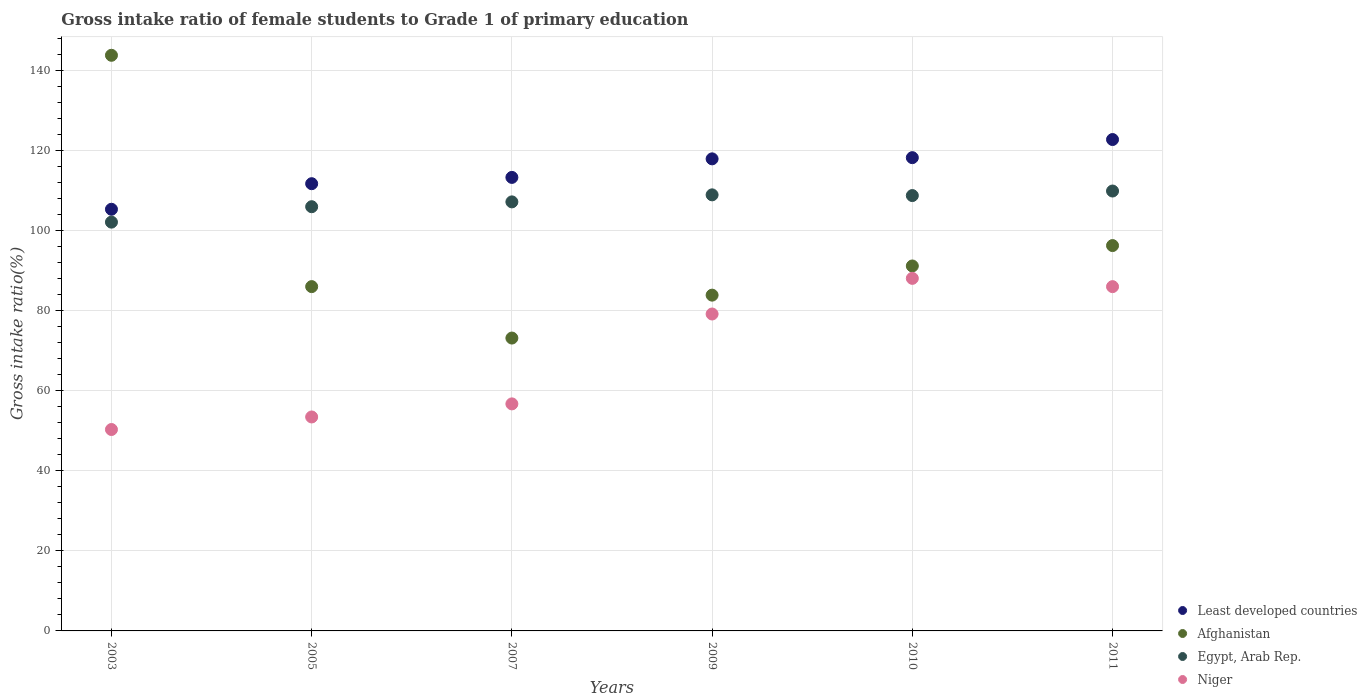 Gross intake ratio of female students to Grade 1 of primary education
Gross intake ratio(%)
140
120
100
80
60
40
20
0
2003
2005
2007
2009
2010
2011
Years
Least developed countries
Afghanistan
Egypt, Arab Rep.
Niger